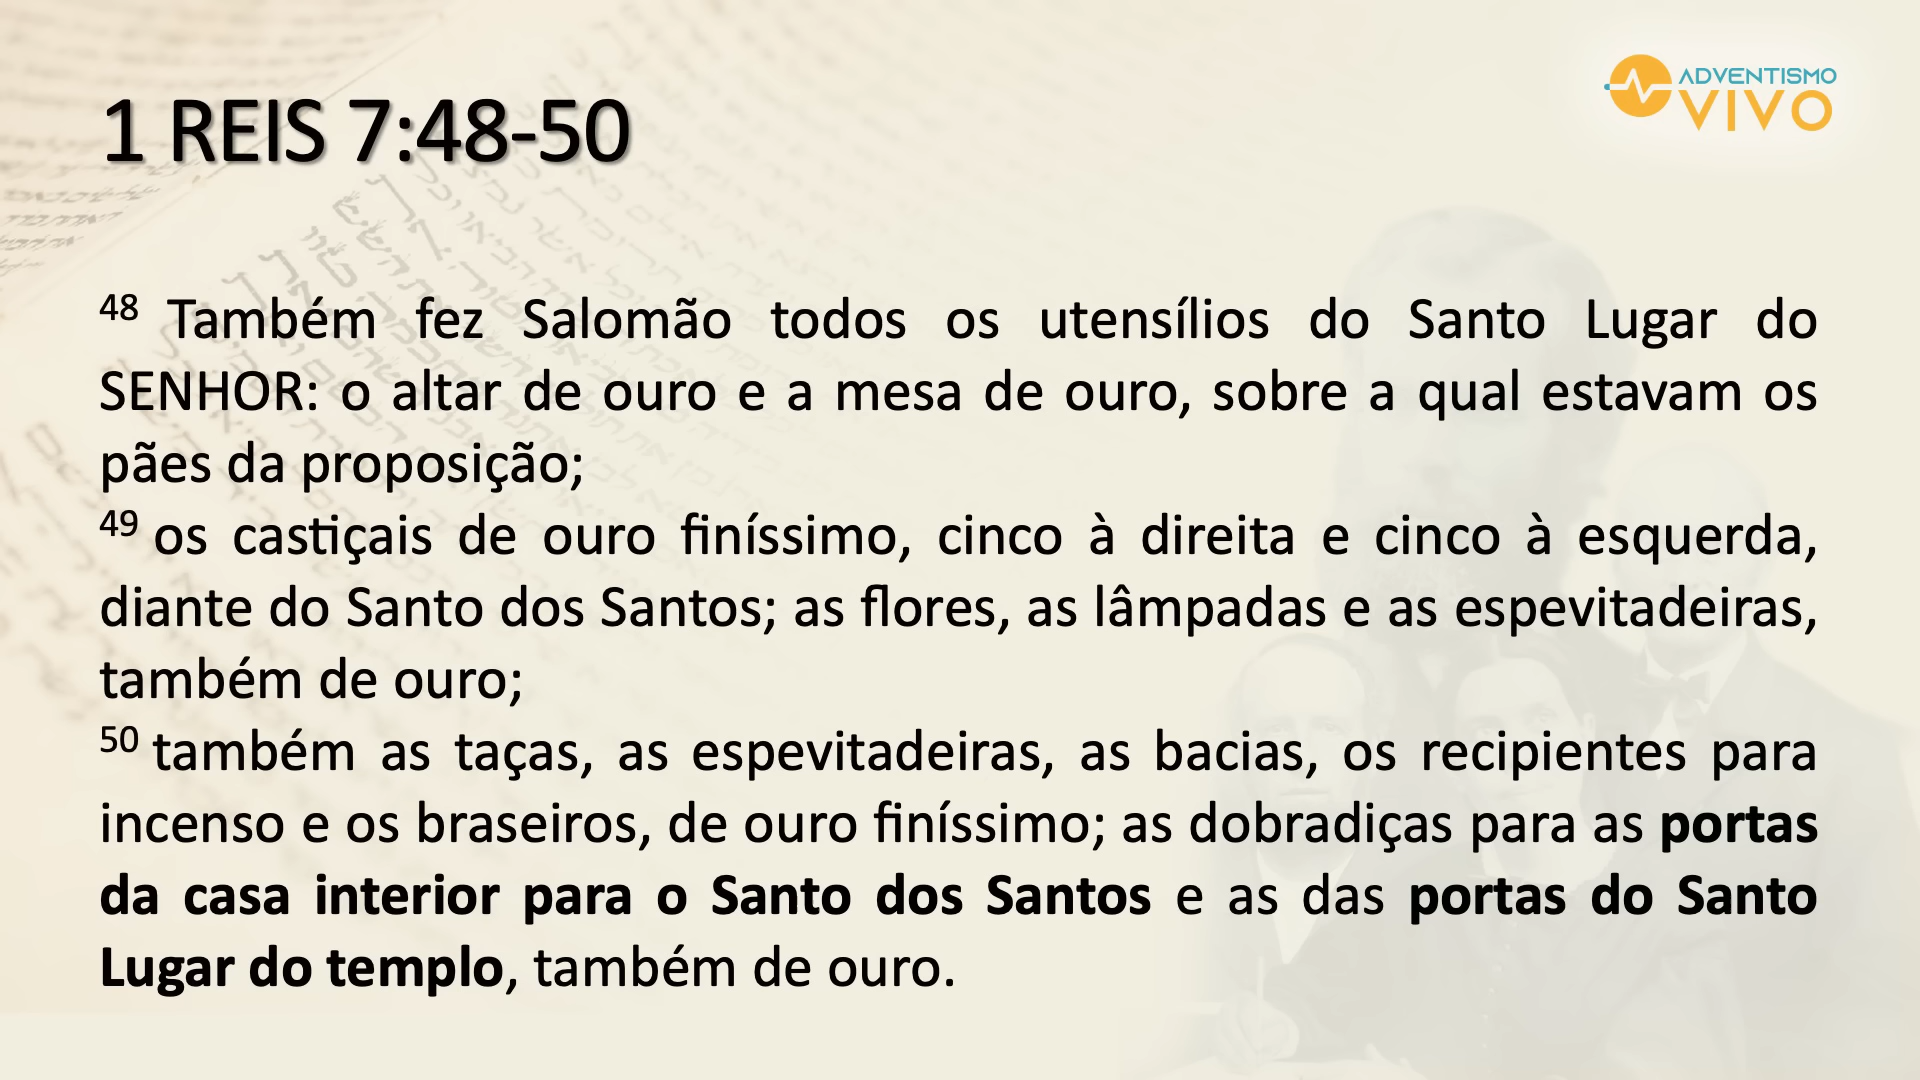 1 REIS 7:48-50
ADVENTISMO
VIVO
48 Também fez Salomão todos os utensílios do Santo Lugar do
SENHOR: o altar de ouro e a mesa de ouro, sobre a qual estavam os
pães da proposição;
49 os castiçais de ouro finíssimo, cinco à direita e cinco à esquerda,
diante do Santo dos Santos; as flores, as lâmpadas e as espevitadeiras,
também de ouro;
50 também as taças, as espevitadeiras, as bacias, os recipientes para
incenso e os braseiros, de ouro finíssimo; as dobradiças para as portas
da casa interior para o Santo dos Santos e as das portas do Santo
Lugar do templo, também de ouro.